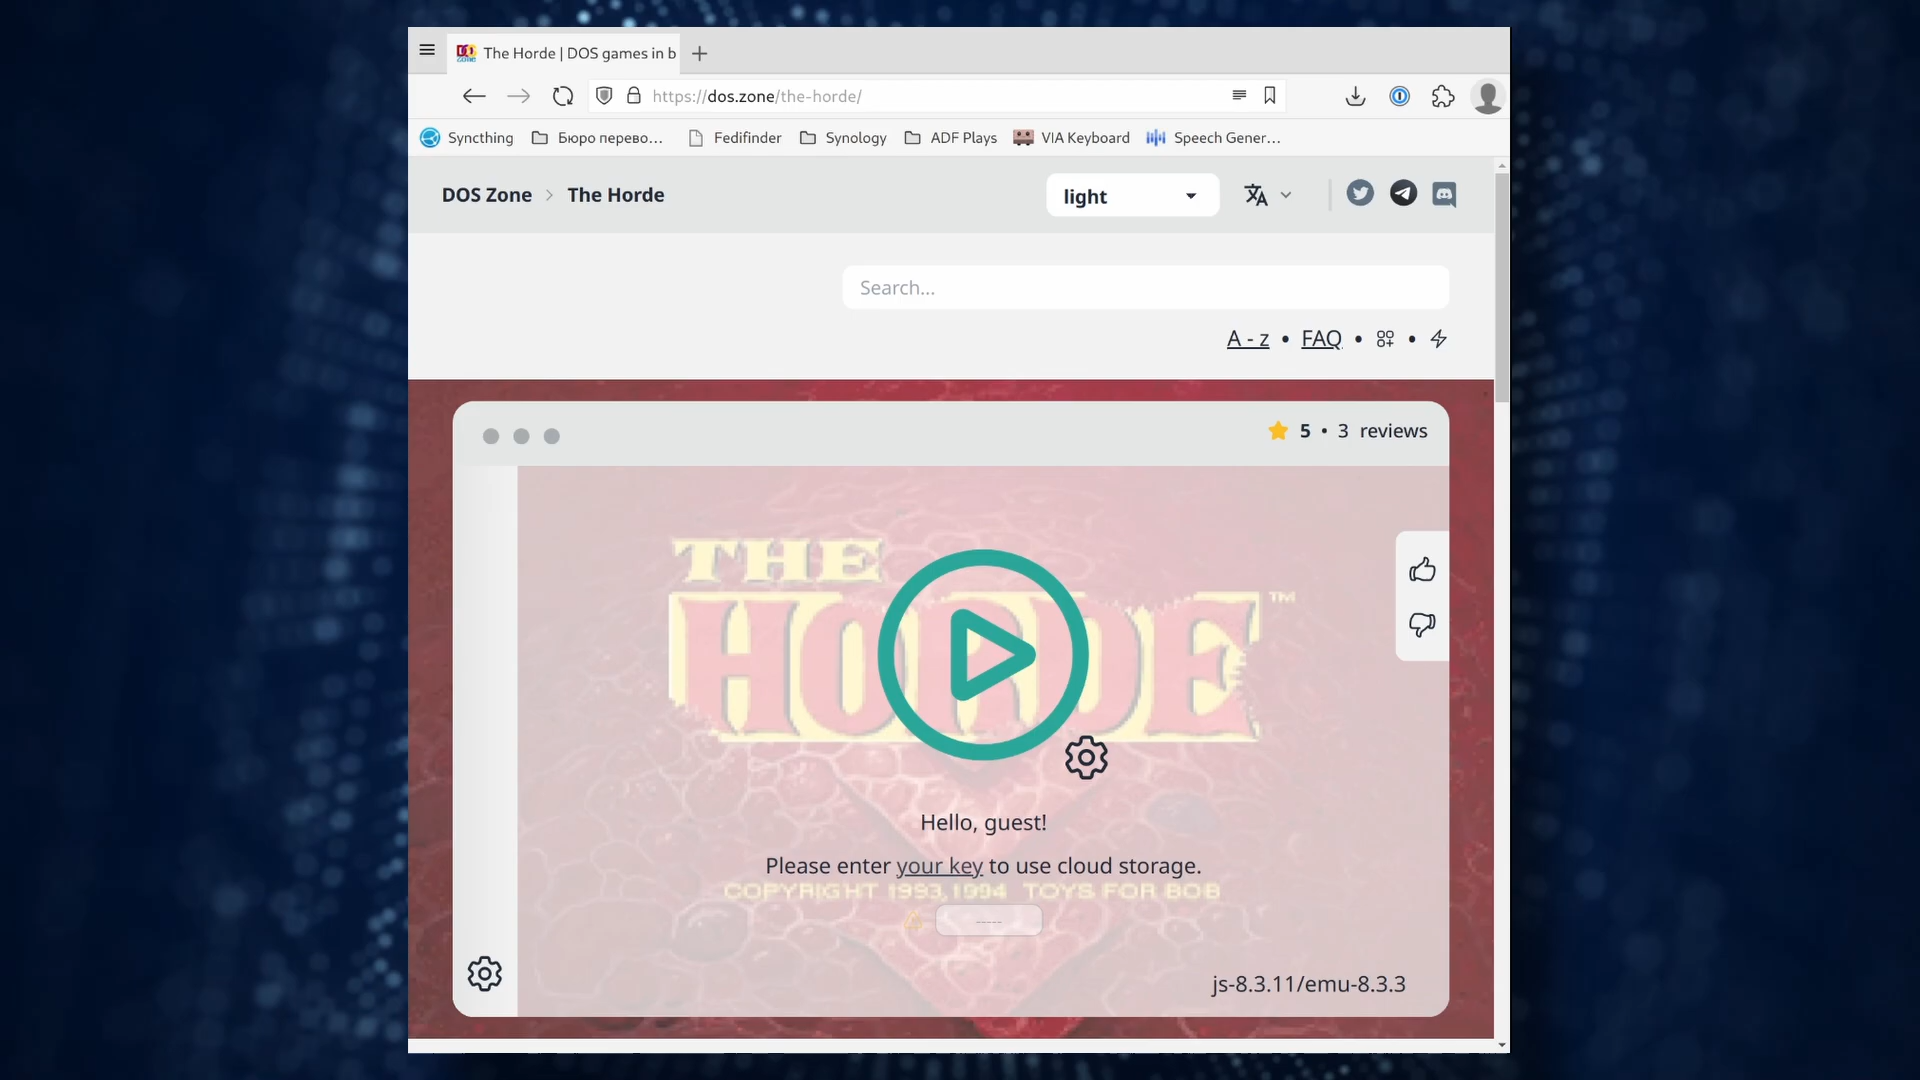 The Horde | DOS games in b
https://dos.zone/the-horde/
Syncthing Бюро перево... Fedifinder Synology ADF Plays VIA Keyboard Speech Gener...
DOS Zone > The Horde light
Search...
A - z • FAQ • •
5 • 3 reviews
THE
HORDE™
Hello, guest!
Please enter your key to use cloud storage.
COPYRIGHT 1993, 1994 TOYS FOR BOB
-----
js-8.3.11/emu-8.3.3